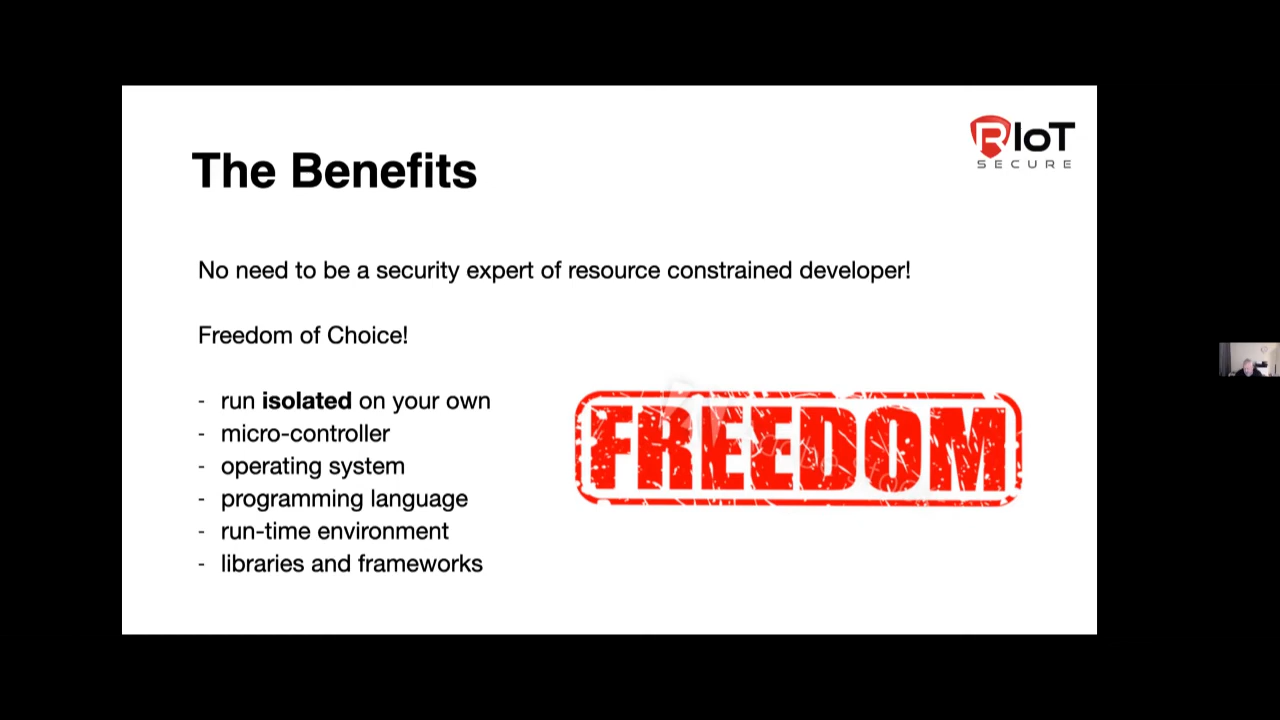 RIoT
SECURE
The Benefits
No need to be a security expert of resource constrained developer!
Freedom of Choice!
- run isolated on your own
- micro-controller
- operating system
- programming language
- run-time environment
- libraries and frameworks
FREEDOM